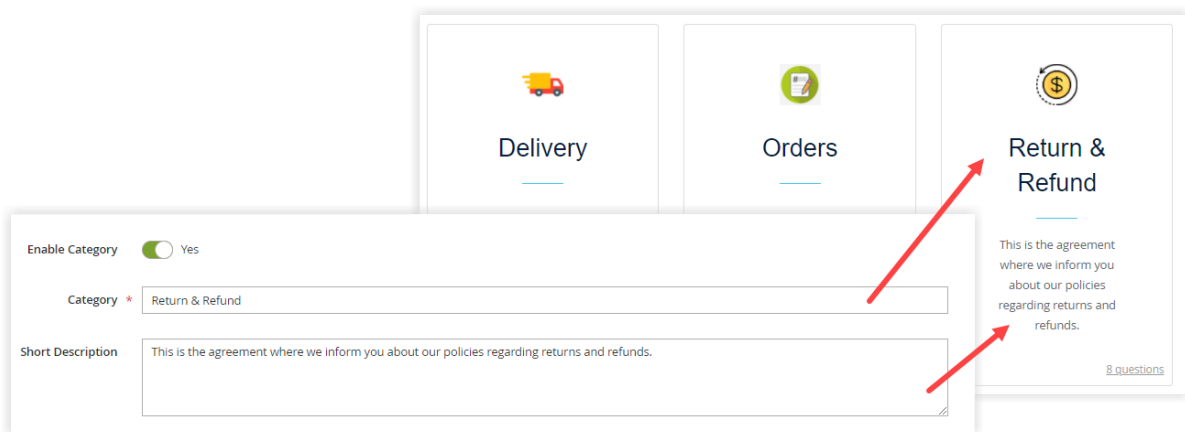 Delivery
Orders
Return &
Refund
This is the agreement
where we inform you
about our policies
regarding returns and
refunds.
8 questions
Enable Category
Yes
Category *
Return & Refund
Short Description
This is the agreement where we inform you about our policies regarding returns and refunds.